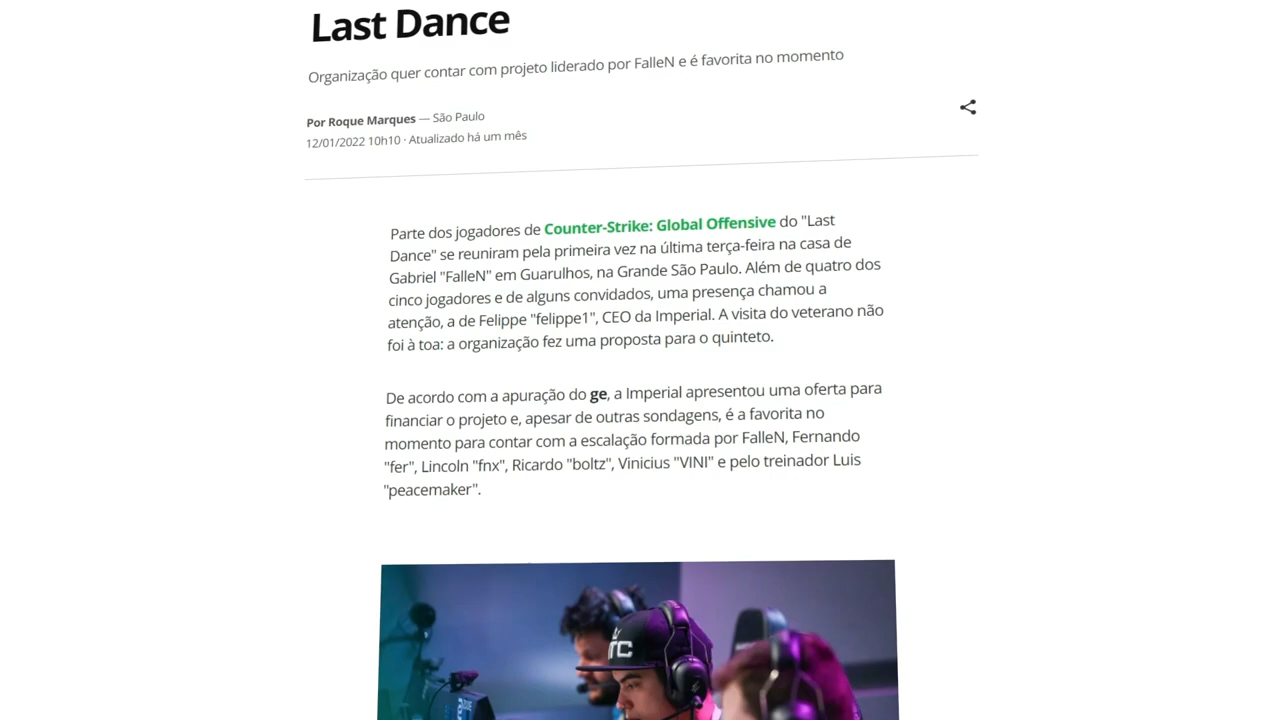 Last Dance
Organização quer contar com projeto liderado por FalleN e é favorita no momento
Por Roque Marques — São Paulo
12/01/2022 10h10 · Atualizado há um mês
Parte dos jogadores de Counter-Strike: Global Offensive do "Last
Dance" se reuniram pela primeira vez na última terça-feira na casa de
Gabriel "FalleN" em Guarulhos, na Grande São Paulo. Além de quatro dos
cinco jogadores e de alguns convidados, uma presença chamou a
atenção, a de Felippe "felippe1", CEO da Imperial. A visita do veterano não
foi à toa: a organização fez uma proposta para o quinteto.
De acordo com a apuração do ge, a Imperial apresentou uma oferta para
financiar o projeto e, apesar de outras sondagens, é a favorita no
momento para contar com a escalação formada por FalleN, Fernando
"fer", Lincoln "fnx", Ricardo "boltz", Vinicius "VINI" e pelo treinador Luis
"peacemaker".